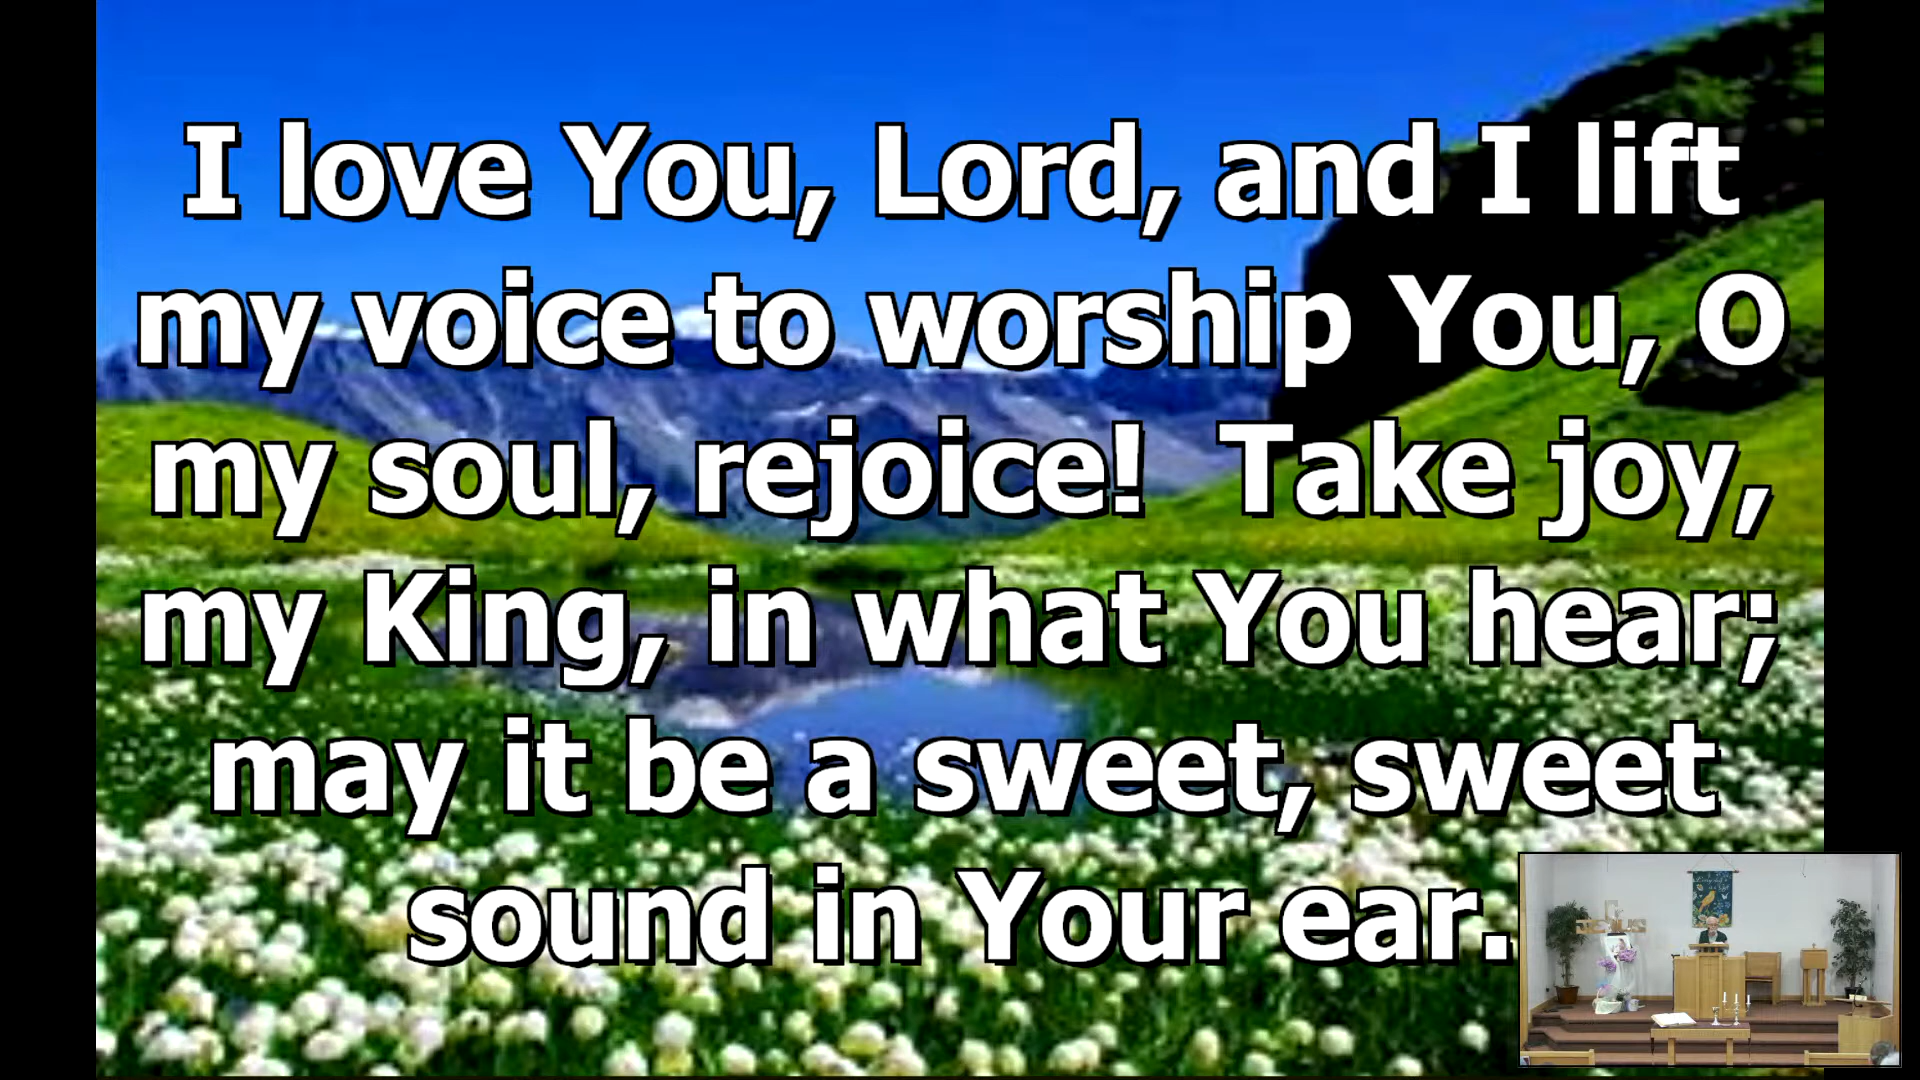 I love You, Lord, and I lift
my voice to worship You, O
my soul, rejoice!  Take joy,
my King, in what You hear;
may it be a sweet, sweet
sound in Your ear.
JESUS